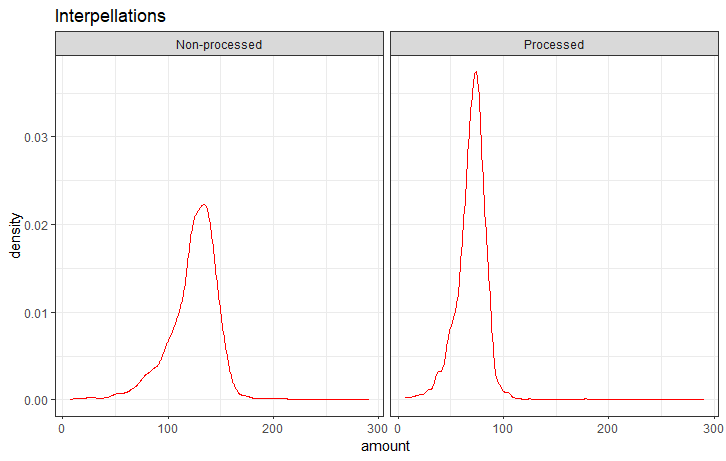 Interpellations
Non-processed
Processed
0.03
0.02
0.01
0.00
density
0 100 200 300
0 100 200 300
amount